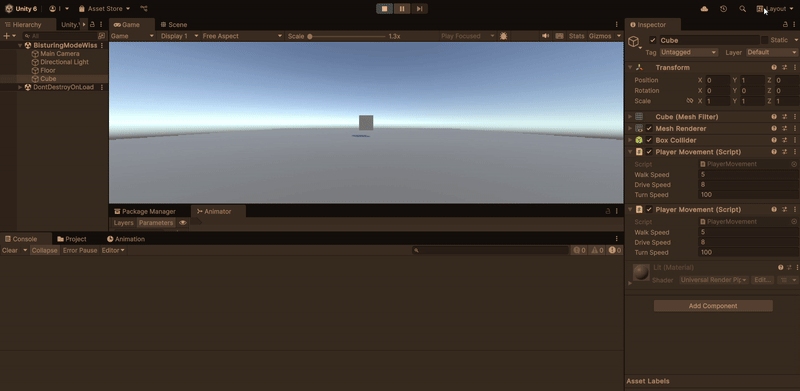 Unity 6
Asset Store
Layout
Hierarchy
Unity.
Game
Scene
Inspector
All
Game
Display 1
Free Aspect
Scale
1.3x
Play Focused
Stats
Gizmos
BlisturingModeWiss
Main Camera
Directional Light
Floor
Cube
DontDestroyOnLoad
Cube
Static
Tag
Untagged
Layer
Default
Transform
Position
X 0
Y 1
Z 0
Rotation
X 0
Y 0
Z 0
Scale
X 1
Y 1
Z 1
Cube (Mesh Filter)
Mesh Renderer
Box Collider
Player Movement (Script)
Script
PlayerMovement
Walk Speed
5
Drive Speed
8
Turn Speed
100
Player Movement (Script)
Script
PlayerMovement
Walk Speed
5
Drive Speed
8
Turn Speed
100
Lit (Material)
Shader
Universal Render Pip
Edit...
Add Component
Asset Labels
Package Manager
Animator
Layers
Parameters
Console
Project
Animation
Clear
Collapse
Error Pause
Editor
0
0
0